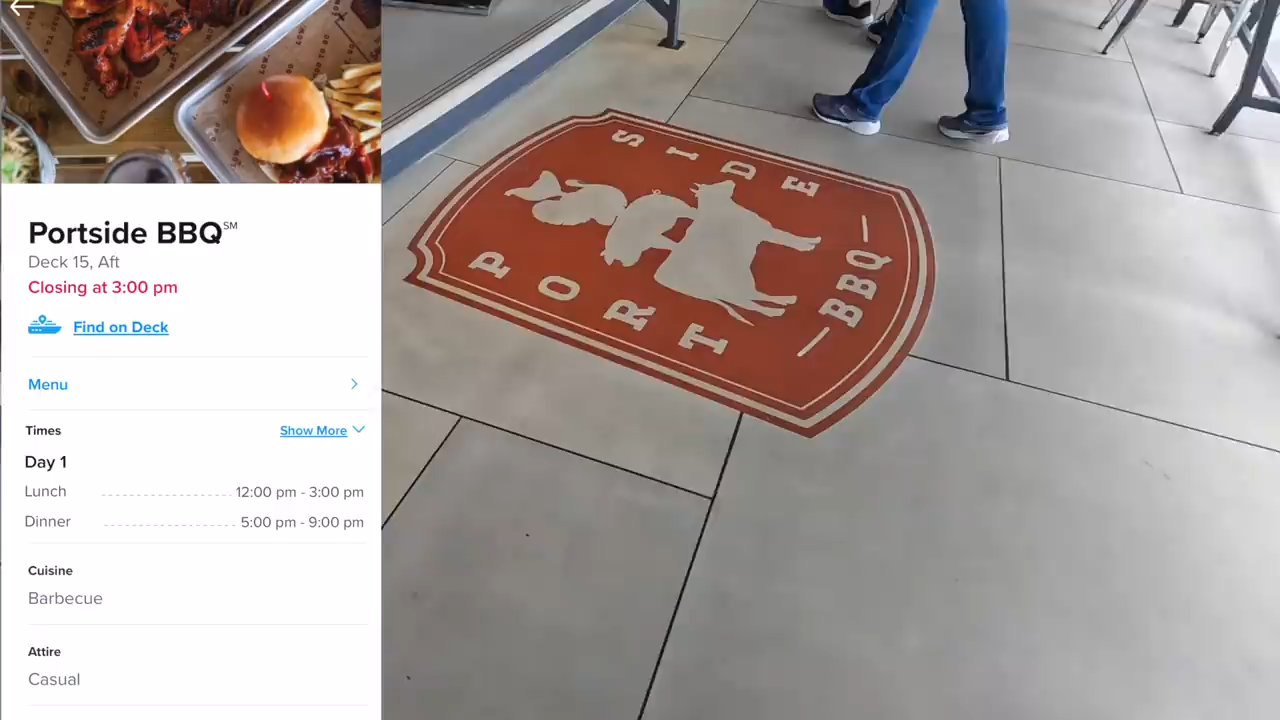 Portside BBQ℠
Deck 15, Aft
Closing at 3:00 pm
Find on Deck
Menu
Times
Show More
Day 1
Lunch 12:00 pm - 3:00 pm
Dinner 5:00 pm - 9:00 pm
Cuisine
Barbecue
Attire
Casual
PORT
SIDE
—BBQ—